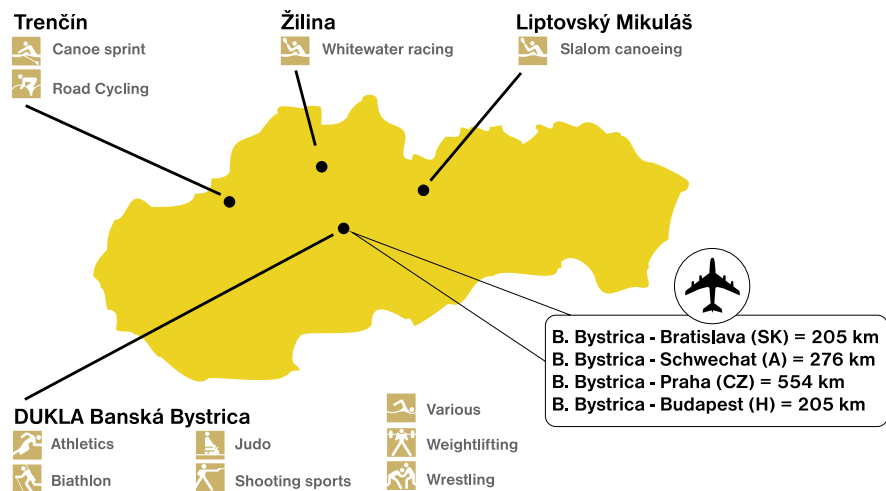 Trenčín
Canoe sprint
Road Cycling
Žilina
Whitewater racing
Liptovský Mikuláš
Slalom canoeing
B. Bystrica - Bratislava (SK) = 205 km
B. Bystrica - Schwechat (A) = 276 km
B. Bystrica - Praha (CZ) = 554 km
B. Bystrica - Budapest (H) = 205 km
DUKLA Banská Bystrica
Athletics
Biathlon
Judo
Shooting sports
Various
Weightlifting
Wrestling